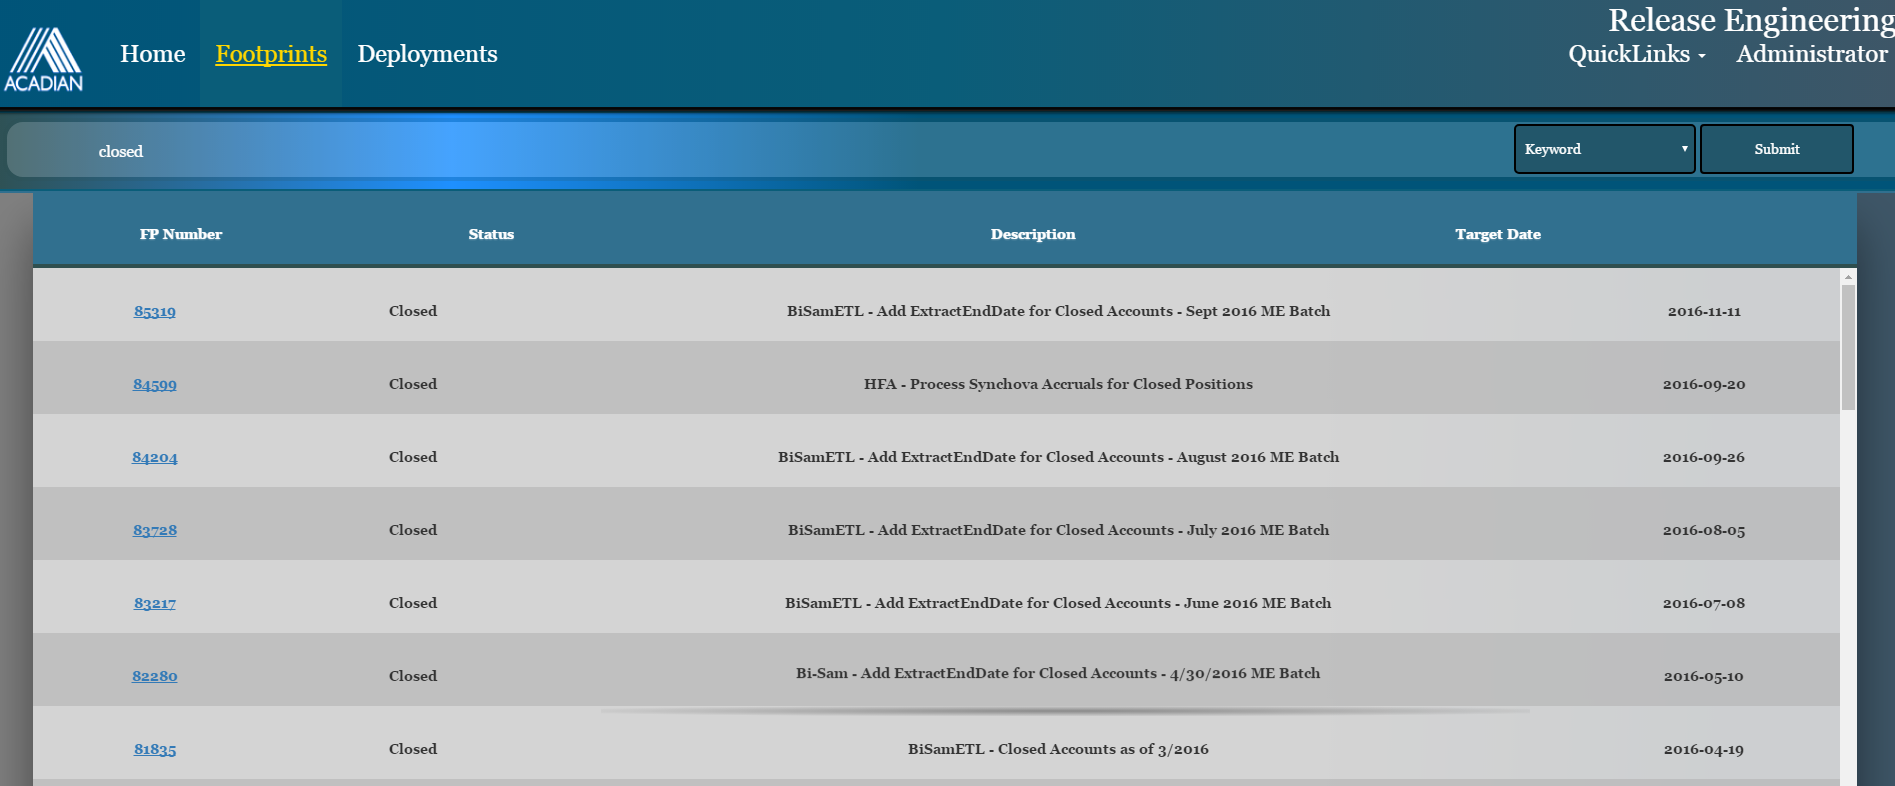 ACADIAN
Home Footprints Deployments
Release Engineering
QuickLinks Administrator
closed Keyword Submit
FP Number Status Description Target Date
85319 Closed BiSamETL - Add ExtractEndDate for Closed Accounts - Sept 2016 ME Batch 2016-11-11
84599 Closed HFA - Process Synchova Accruals for Closed Positions 2016-09-20
84204 Closed BiSamETL - Add ExtractEndDate for Closed Accounts - August 2016 ME Batch 2016-09-26
83728 Closed BiSamETL - Add ExtractEndDate for Closed Accounts - July 2016 ME Batch 2016-08-05
83217 Closed BiSamETL - Add ExtractEndDate for Closed Accounts - June 2016 ME Batch 2016-07-08
82280 Closed Bi-Sam - Add ExtractEndDate for Closed Accounts - 4/30/2016 ME Batch 2016-05-10
81835 Closed BiSamETL - Closed Accounts as of 3/2016 2016-04-19